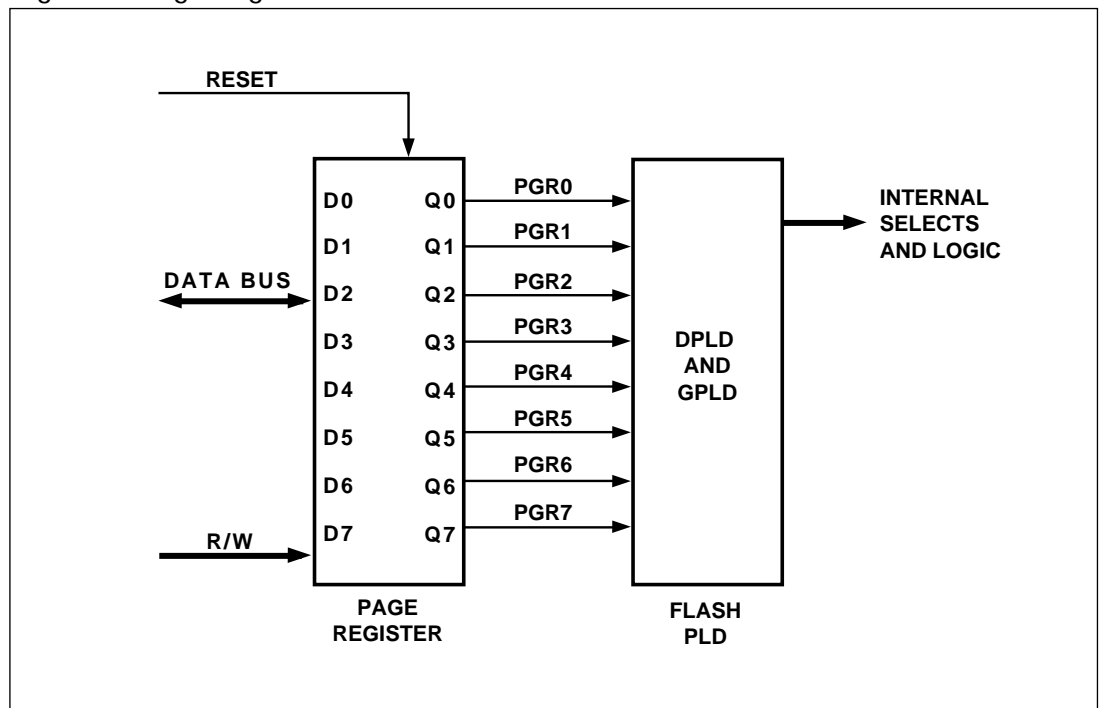 RESET
D0 Q0 PGR0
D1 Q1 PGR1
DATA BUS D2 Q2 PGR2
D3 Q3 PGR3
D4 Q4 PGR4
D5 Q5 PGR5
D6 Q6 PGR6
R/W D7 Q7 PGR7
DPLD
AND
GPLD
INTERNAL
SELECTS
AND LOGIC
PAGE
REGISTER
FLASH
PLD